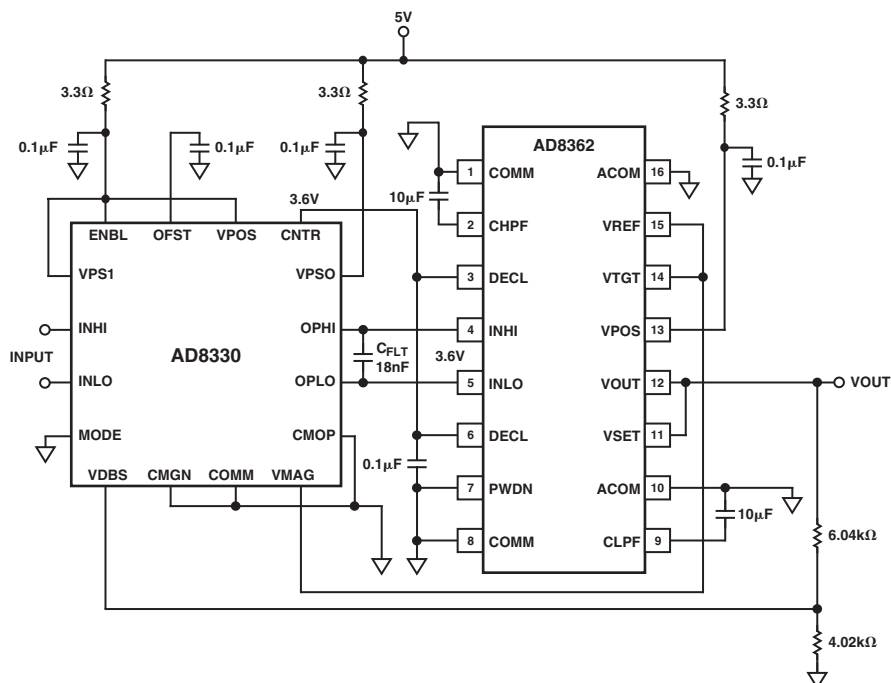 5V
3.3Ω
3.3Ω
3.3Ω
0.1μF
0.1μF
0.1μF
0.1μF
3.6V
ENBL OFST VPOS CNTR
VPS1
VPSO
INHI
OPHI
INPUT
AD8330
C_FLT
18nF
3.6V
INLO
OPLO
MODE
CMOP
VDBS CMGN COMM VMAG
0.1μF
10μF
AD8362
1 COMM
ACOM 16
2 CHPF
VREF 15
3 DECL
VTGT 14
4 INHI
VPOS 13
5 INLO
VOUT 12
6 DECL
VSET 11
7 PWDN
ACOM 10
8 COMM
CLPF 9
VOUT
10μF
6.04kΩ
4.02kΩ